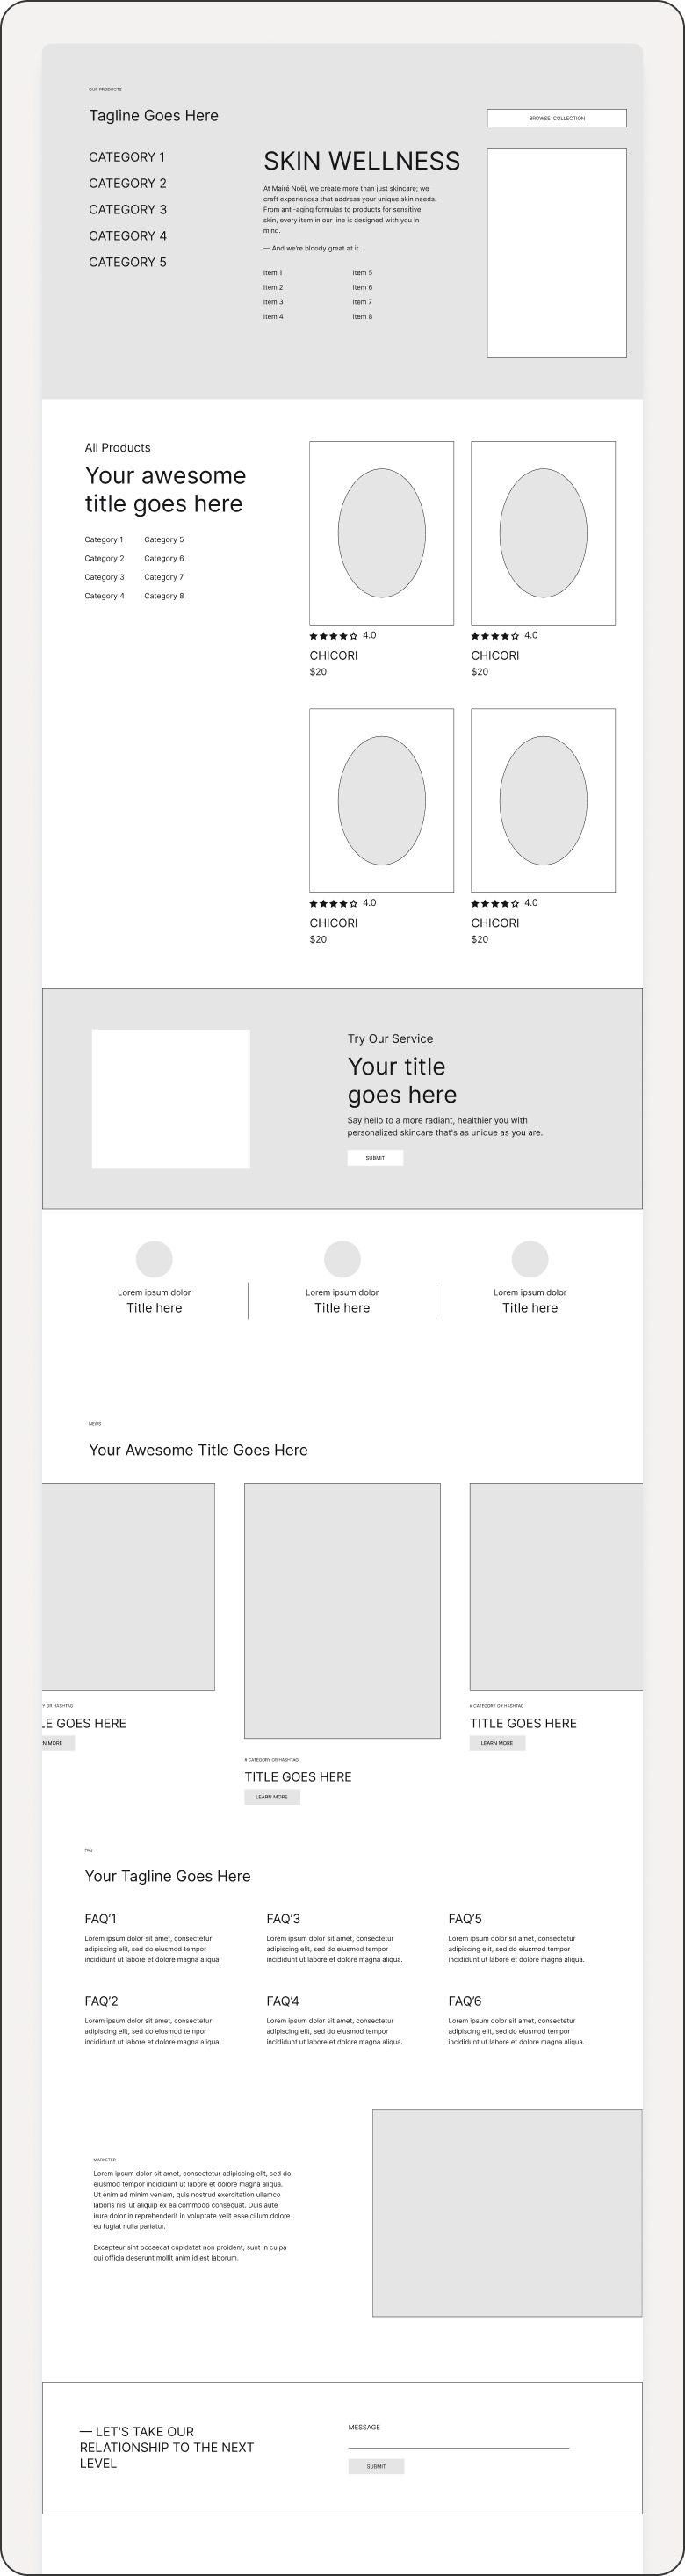 OUR PRODUCTS
Tagline Goes Here
BROWSE COLLECTION
CATEGORY 1
CATEGORY 2
CATEGORY 3
CATEGORY 4
CATEGORY 5
SKIN WELLNESS
At Mairé Noël, we create more than just skincare; we
craft experiences that address your unique skin needs.
From anti-aging formulas to products for sensitive
skin, every item in our line is designed with you in
mind.
— And we're bloody great at it.
Item 1
Item 2
Item 3
Item 4
Item 5
Item 6
Item 7
Item 8
All Products
Your awesome
title goes here
Category 1
Category 2
Category 3
Category 4
Category 5
Category 6
Category 7
Category 8
4.0
CHICORI
$20
4.0
CHICORI
$20
4.0
CHICORI
$20
4.0
CHICORI
$20
Try Our Service
Your title
goes here
Say hello to a more radiant, healthier you with
personalized skincare that's as unique as you are.
SUBMIT
Lorem ipsum dolor
Title here
Lorem ipsum dolor
Title here
Lorem ipsum dolor
Title here
NEWS
Your Awesome Title Goes Here
Y OR HASHTAG
LE GOES HERE
N MORE
# CATEGORY OR HASHTAG
TITLE GOES HERE
LEARN MORE
# CATEGORY OR HASHTAG
TITLE GOES HERE
LEARN MORE
FAQ
Your Tagline Goes Here
FAQ'1
Lorem ipsum dolor sit amet, consectetur
adipiscing elit, sed do eiusmod tempor
incididunt ut labore et dolore magna aliqua.
FAQ'3
Lorem ipsum dolor sit amet, consectetur
adipiscing elit, sed do eiusmod tempor
incididunt ut labore et dolore magna aliqua.
FAQ'5
Lorem ipsum dolor sit amet, consectetur
adipiscing elit, sed do eiusmod tempor
incididunt ut labore et dolore magna aliqua.
FAQ'2
Lorem ipsum dolor sit amet, consectetur
adipiscing elit, sed do eiusmod tempor
incididunt ut labore et dolore magna aliqua.
FAQ'4
Lorem ipsum dolor sit amet, consectetur
adipiscing elit, sed do eiusmod tempor
incididunt ut labore et dolore magna aliqua.
FAQ'6
Lorem ipsum dolor sit amet, consectetur
adipiscing elit, sed do eiusmod tempor
incididunt ut labore et dolore magna aliqua.
MARKETER
Lorem ipsum dolor sit amet, consectetur adipiscing elit, sed do
eiusmod tempor incididunt ut labore et dolore magna aliqua.
Ut enim ad minim veniam, quis nostrud exercitation ullamco
laboris nisi ut aliquip ex ea commodo consequat. Duis aute
irure dolor in reprehenderit in voluptate velit esse cillum dolore
eu fugiat nulla pariatur.
Excepteur sint occaecat cupidatat non proident, sunt in culpa
qui officia deserunt mollit anim id est laborum.
— LET'S TAKE OUR
RELATIONSHIP TO THE NEXT
LEVEL
MESSAGE
SUBMIT